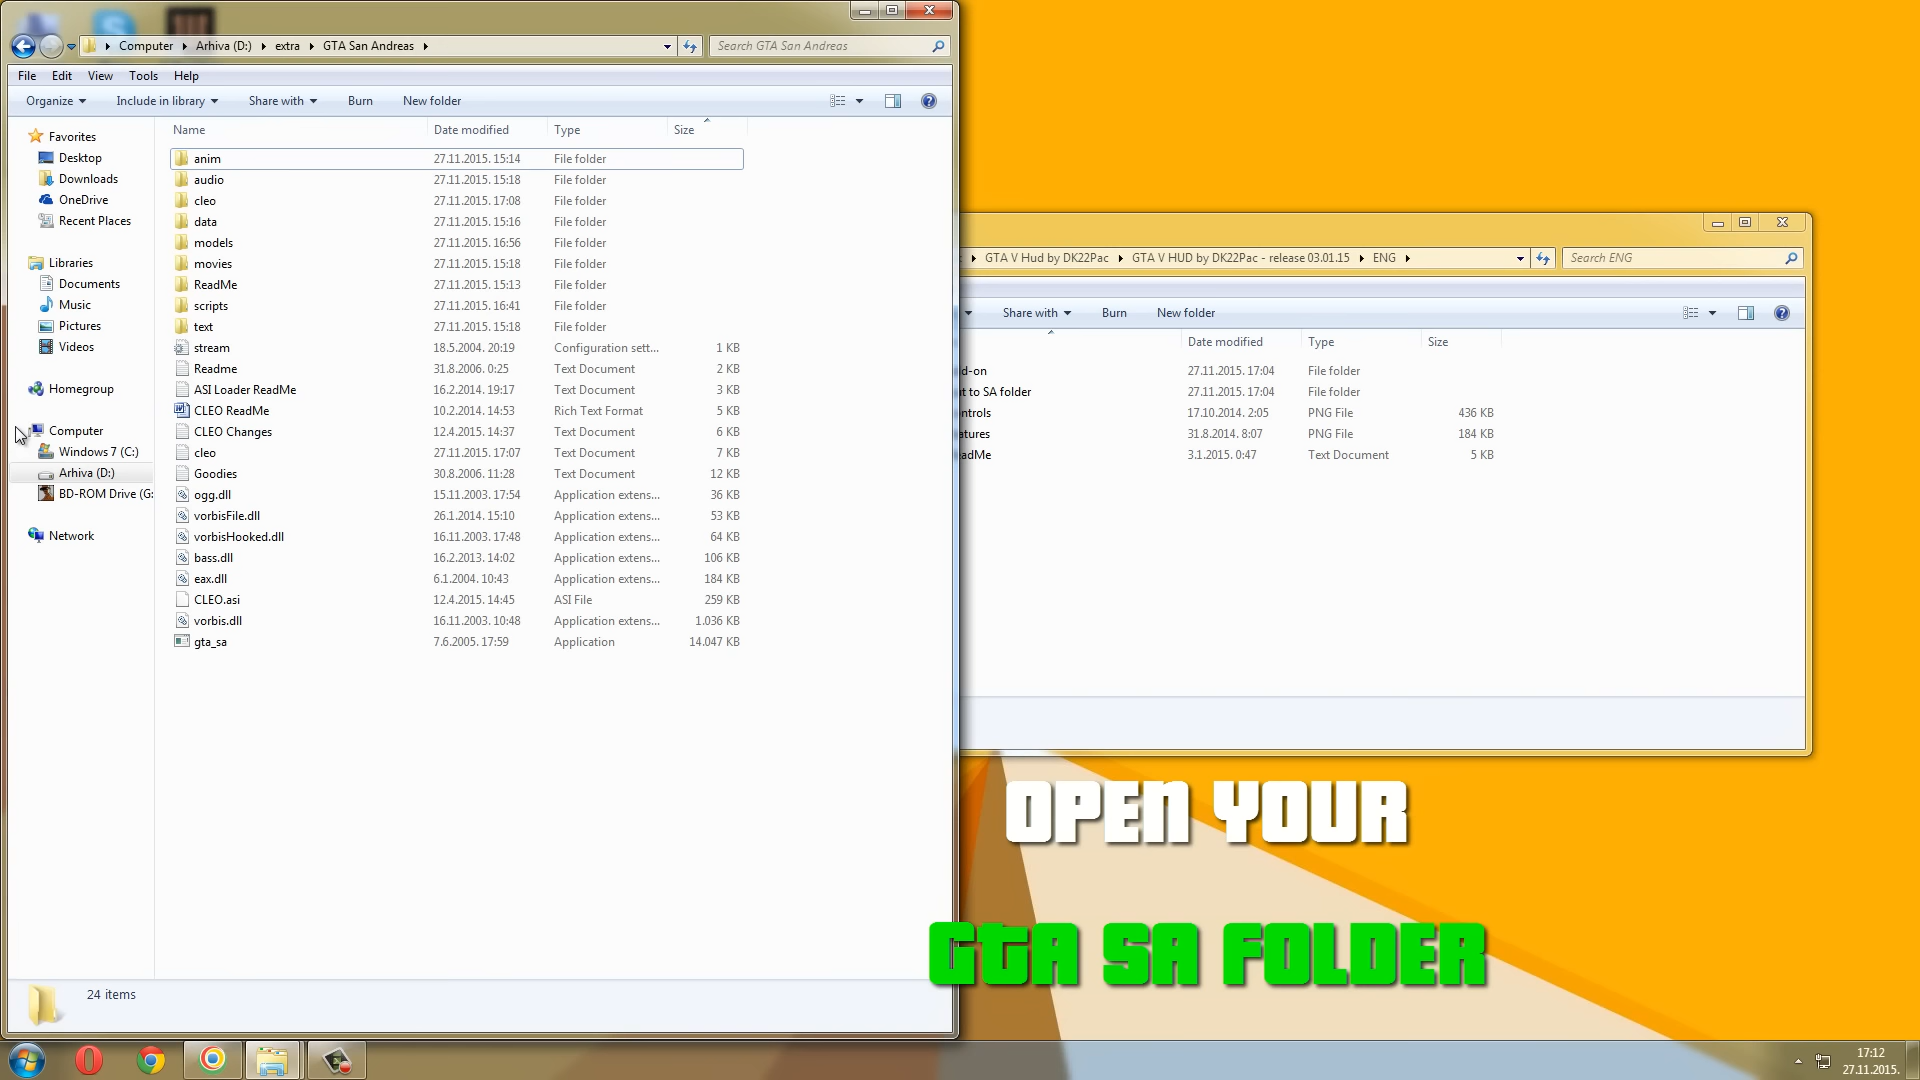 Computer Arhiva (D:) extra GTA San Andreas
Search GTA San Andreas
File Edit View Tools Help
Organize Include in library Share with Burn New folder
Name Date modified Type Size
Favorites
Desktop
Downloads
OneDrive
Recent Places
Libraries
Documents
Music
Pictures
Videos
Homegroup
Computer
Windows 7 (C:)
Arhiva (D:)
BD-ROM Drive (G:
Network
anim 27.11.2015. 15:14 File folder
audio 27.11.2015. 15:18 File folder
cleo 27.11.2015. 17:08 File folder
data 27.11.2015. 15:16 File folder
models 27.11.2015. 16:56 File folder
movies 27.11.2015. 15:18 File folder
ReadMe 27.11.2015. 15:13 File folder
scripts 27.11.2015. 16:41 File folder
text 27.11.2015. 15:18 File folder
stream 18.5.2004. 20:19 Configuration sett... 1 KB
Readme 31.8.2006. 0:25 Text Document 2 KB
ASI Loader ReadMe 16.2.2014. 19:17 Text Document 3 KB
CLEO ReadMe 10.2.2014. 14:53 Rich Text Format 5 KB
CLEO Changes 12.4.2015. 14:37 Text Document 6 KB
cleo 27.11.2015. 17:07 Text Document 7 KB
Goodies 30.8.2006. 11:28 Text Document 12 KB
ogg.dll 15.11.2003. 17:54 Application extens... 36 KB
vorbisFile.dll 26.1.2014. 15:10 Application extens... 53 KB
vorbisHooked.dll 16.11.2003. 17:48 Application extens... 64 KB
bass.dll 16.2.2013. 14:02 Application extens... 106 KB
eax.dll 6.1.2004. 10:43 Application extens... 184 KB
CLEO.asi 12.4.2015. 14:45 ASI File 259 KB
vorbis.dll 16.11.2003. 10:48 Application extens... 1.036 KB
gta_sa 7.6.2005. 17:59 Application 14.047 KB
24 items
GTA V Hud by DK22Pac GTA V HUD by DK22Pac - release 03.01.15 ENG
Search ENG
Share with Burn New folder
Date modified Type Size
d-on 27.11.2015. 17:04 File folder
ut to SA folder 27.11.2015. 17:04 File folder
ntrols 17.10.2014. 2:05 PNG File 436 KB
atures 31.8.2014. 8:07 PNG File 184 KB
adMe 3.1.2015. 0:47 Text Document 5 KB
OPEN YOUR
GTA SA FOLDER
17:12
27.11.2015.